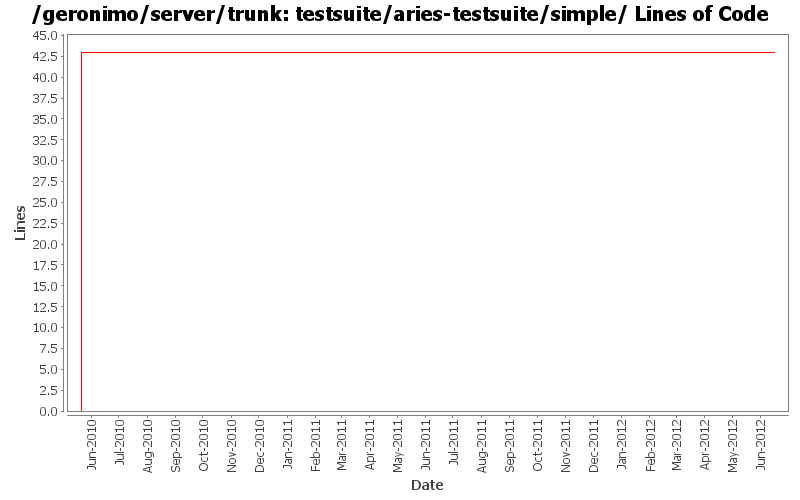 /geronimo/server/trunk: testsuite/aries-testsuite/simple/ Lines of Code
45.0
42.5
40.0
37.5
35.0
32.5
30.0
27.5
25.0
22.5
20.0
17.5
15.0
12.5
10.0
7.5
5.0
2.5
0.0
Lines
Jun-2010
Jul-2010
Aug-2010
Sep-2010
Oct-2010
Nov-2010
Dec-2010
Jan-2011
Feb-2011
Mar-2011
Apr-2011
May-2011
Jun-2011
Jul-2011
Aug-2011
Sep-2011
Oct-2011
Nov-2011
Dec-2011
Jan-2012
Feb-2012
Mar-2012
Apr-2012
May-2012
Jun-2012
Date